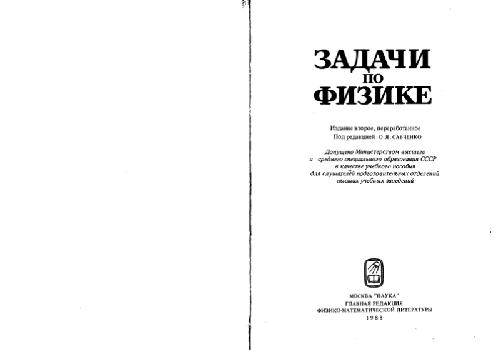 ЗАДАЧИ
ПО
ФИЗИКЕ
Издание второе, переработанное
Под редакцией О. Я. САВЧЕНКО
Допущено Министерством высшего
и среднего специального образования СССР
в качестве учебного пособия
для слушателей подготовительных отделений
высших учебных заведений
МОСКВА "НАУКА"
ГЛАВНАЯ РЕДАКЦИЯ
ФИЗИКО-МАТЕМАТИЧЕСКОЙ ЛИТЕРАТУРЫ
1988